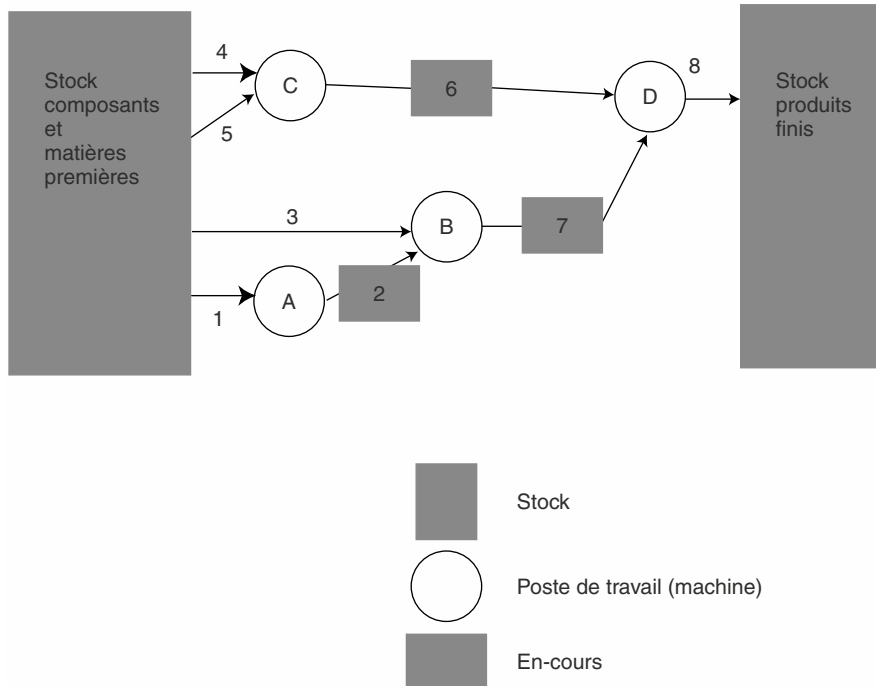 Stock
composants
et
matières
premières
4
5
C
6
D
8
Stock
produits
finis
3
B
7
1
A
2
Stock
Poste de travail (machine)
En-cours